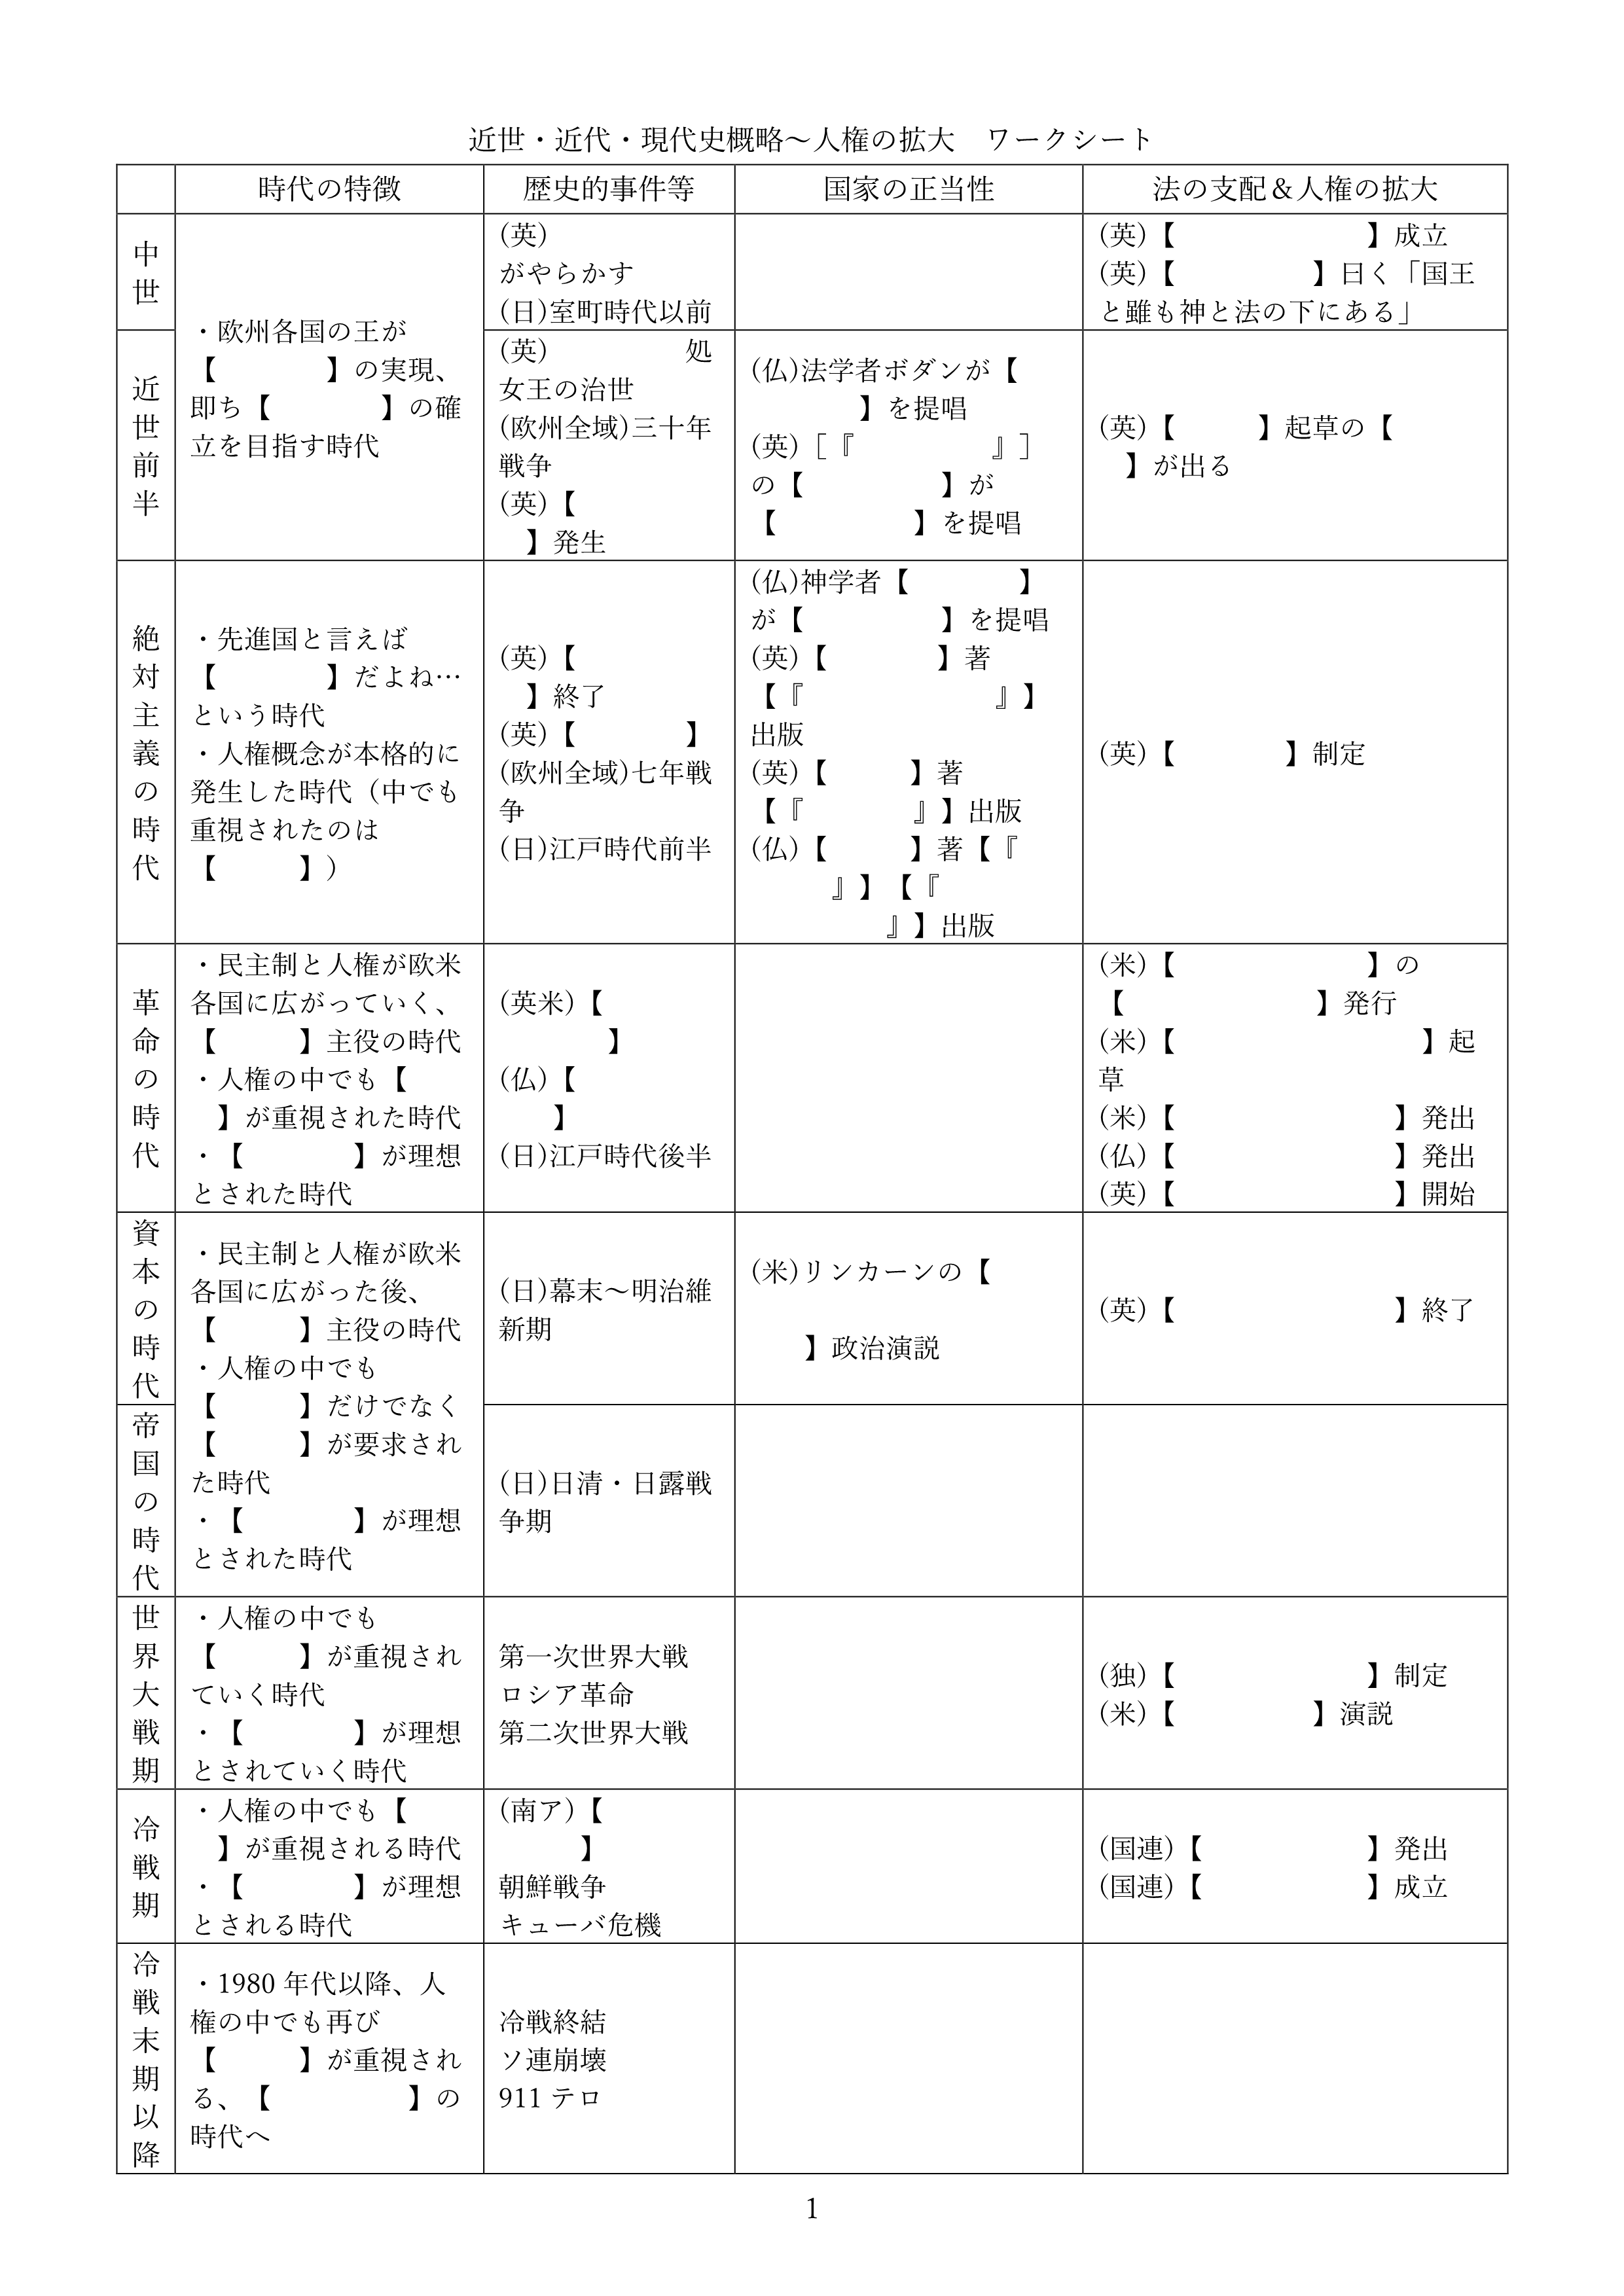 近世・近代・現代史概略～人権の拡大　ワークシート
時代の特徴
歴史的事件等
国家の正当性
法の支配＆人権の拡大
中世
・欧州各国の王が
【　　　　】の実現、
即ち【　　　　】の確
立を目指す時代
(英)
がやらかす
(日)室町時代以前
(英)【　　　　　　　】成立
(英)【　　　　　】曰く「国王
と雖も神と法の下にある」
近世前半
(英)　　　　　処
女王の治世
(欧州全域)三十年
戦争
(英)【
　】発生
(仏)法学者ボダンが【
　　　　】を提唱
(英)［『　　　　　』］
の【　　　　　】が
【　　　　　】を提唱
(英)【　　　】起草の【
　】が出る
絶対主義の時代
・先進国と言えば
【　　　　】だよね…
という時代
・人権概念が本格的に
発生した時代（中でも
重視されたのは
【　　　】）
(英)【
　】終了
(英)【　　　　】
(欧州全域)七年戦
争
(日)江戸時代前半
(仏)神学者【　　　　】
が【　　　　　】を提唱
(英)【　　　　】著
【『　　　　　　　』】
出版
(英)【　　　】著
【『　　　　』】出版
(仏)【　　　】著【『
　　　』】【『
　　　　　』】出版
(英)【　　　　】制定
革命の時代
・民主制と人権が欧米
各国に広がっていく、
【　　　】主役の時代
・人権の中でも【
　】が重視された時代
・【　　　　】が理想
とされた時代
(英米)【
　　　　】
(仏)【
　　】
(日)江戸時代後半
(米)【　　　　　　　】の
【　　　　　　　】発行
(米)【　　　　　　　　　】起
草
(米)【　　　　　　　　】発出
(仏)【　　　　　　　　】発出
(英)【　　　　　　　　】開始
資本の時代
・民主制と人権が欧米
各国に広がった後、
【　　　】主役の時代
・人権の中でも
【　　　】だけでなく
【　　　】が要求され
た時代
・【　　　　】が理想
とされた時代
(日)幕末～明治維
新期
(米)リンカーンの【
　　】政治演説
(英)【　　　　　　　　】終了
帝国の時代
(日)日清・日露戦
争期
世界大戦期
・人権の中でも
【　　　】が重視され
ていく時代
・【　　　　】が理想
とされていく時代
第一次世界大戦
ロシア革命
第二次世界大戦
(独)【　　　　　　　】制定
(米)【　　　　　】演説
冷戦期
・人権の中でも【
　】が重視される時代
・【　　　　】が理想
とされる時代
(南ア)【
　　　】
朝鮮戦争
キューバ危機
(国連)【　　　　　　】発出
(国連)【　　　　　　】成立
冷戦末期以降
・1980 年代以降、人
権の中でも再び
【　　　】が重視され
る、【　　　　　】の
時代へ
冷戦終結
ソ連崩壊
911 テロ
1